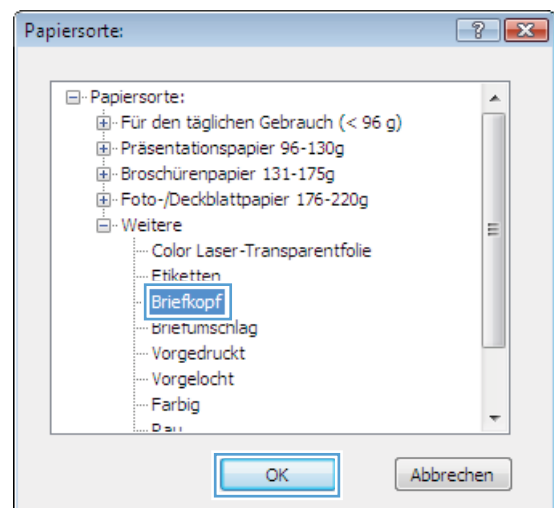 Papiersorte:
Papiersorte:
Für den täglichen Gebrauch (< 96 g)
Präsentationspapier 96-130g
Broschürenpapier 131-175g
Foto-/Deckblattpapier 176-220g
Weitere
Color Laser-Transparentfolie
Etiketten
Briefkopf
Briefumschlag
Vorgedruckt
Vorgelocht
Farbig
Rau
OK Abbrechen